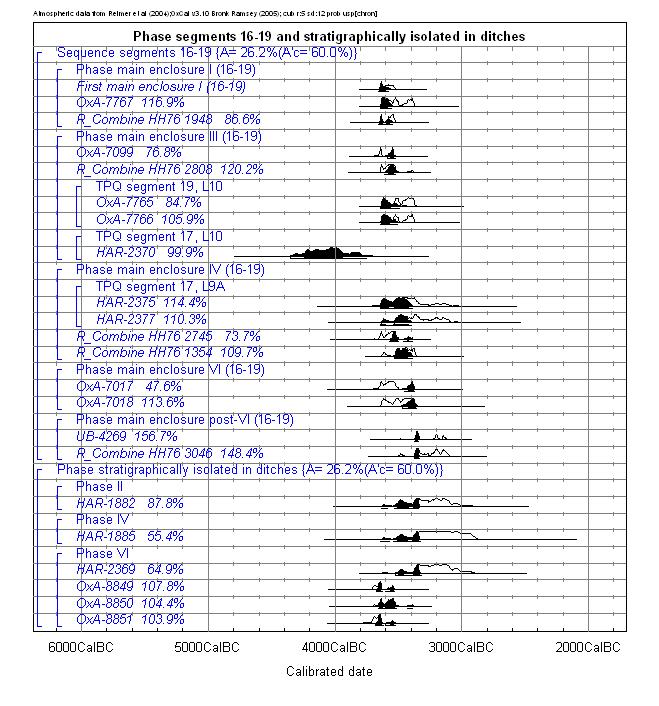 Atmospheric data from Reimer et al (2004);OxCal v3.10 Bronk Ramsey (2005); cub r:5 sd:12 prob usp[chron]
Phase segments 16-19 and stratigraphically isolated in ditches
Sequence segments 16-19 {A= 26.2%(A'c= 60.0%)}
Phase main enclosure I (16-19)
First main enclosure I (16-19)
OxA-7767 116.9%
R_Combine HH76 1948 86.6%
Phase main enclosure III (16-19)
OxA-7099 76.8%
R_Combine HH76 2808 120.2%
TPQ segment 19, L10
OxA-7765 84.7%
OxA-7766 105.9%
TPQ segment 17, L10
HAR-2370 99.9%
Phase main enclosure IV (16-19)
TPQ segment 17, L9A
HAR-2375 114.4%
HAR-2377 110.3%
R_Combine HH76 2745 73.7%
R_Combine HH76 1354 109.7%
Phase main enclosure VI (16-19)
OxA-7017 47.6%
OxA-7018 113.6%
Phase main enclosure post-VI (16-19)
UB-4269 156.7%
R_Combine HH76 3046 148.4%
Phase stratigraphically isolated in ditches {A= 26.2%(A'c= 60.0%)}
Phase II
HAR-1882 87.8%
Phase IV
HAR-1885 55.4%
Phase VI
HAR-2369 64.9%
OxA-8849 107.8%
OxA-8850 104.4%
OxA-8851 103.9%
6000CalBC 5000CalBC 4000CalBC 3000CalBC 2000CalBC
Calibrated date